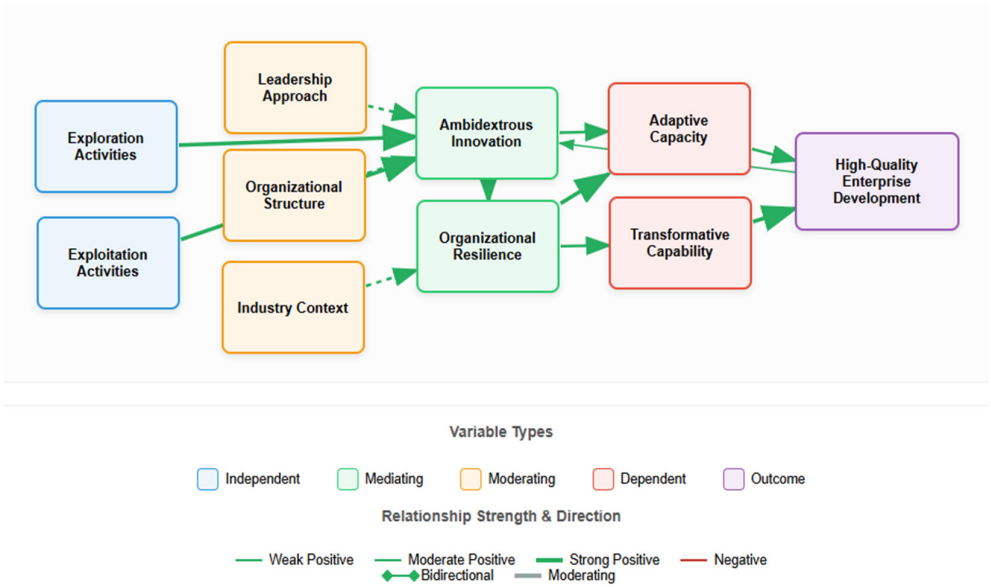 Leadership
Approach
Exploration
Activities
Organizational
Structure
Exploitation
Activities
Industry Context
Ambidextrous
Innovation
Organizational
Resilience
Adaptive
Capacity
Transformative
Capability
High-Quality
Enterprise
Development
Variable Types
Independent
Mediating
Moderating
Dependent
Outcome
Relationship Strength & Direction
Weak Positive
Moderate Positive
Strong Positive
Negative
Bidirectional
Moderating